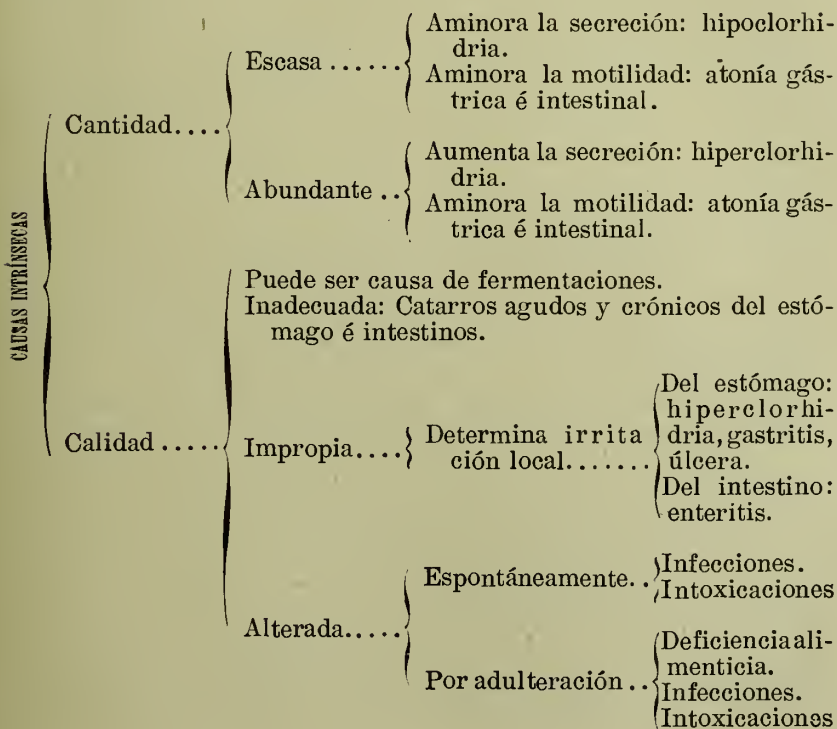 CAUSAS INTRÍNSECAS
Cantidad....
Escasa ......
Aminora la secreción: hipoclorhi-
dria.
Aminora la motilidad: atonía gás-
trica é intestinal.
Abundante ..
Aumenta la secreción: hiperclorhi-
dria.
Aminora la motilidad: atonía gás-
trica é intestinal.
Calidad .....
Puede ser causa de fermentaciones.
Inadecuada: Catarros agudos y crónicos del estó-
mago é intestinos.
Impropia....
Determina irrita
ción local.......
Del estómago:
hiperclorhi-
dria, gastritis,
úlcera.
Del intestino:
enteritis.
Alterada.....
Espontáneamente. .
Infecciones.
Intoxicaciones
Por adulteración ..
Deficiencia ali-
menticia.
Infecciones.
Intoxicaciones